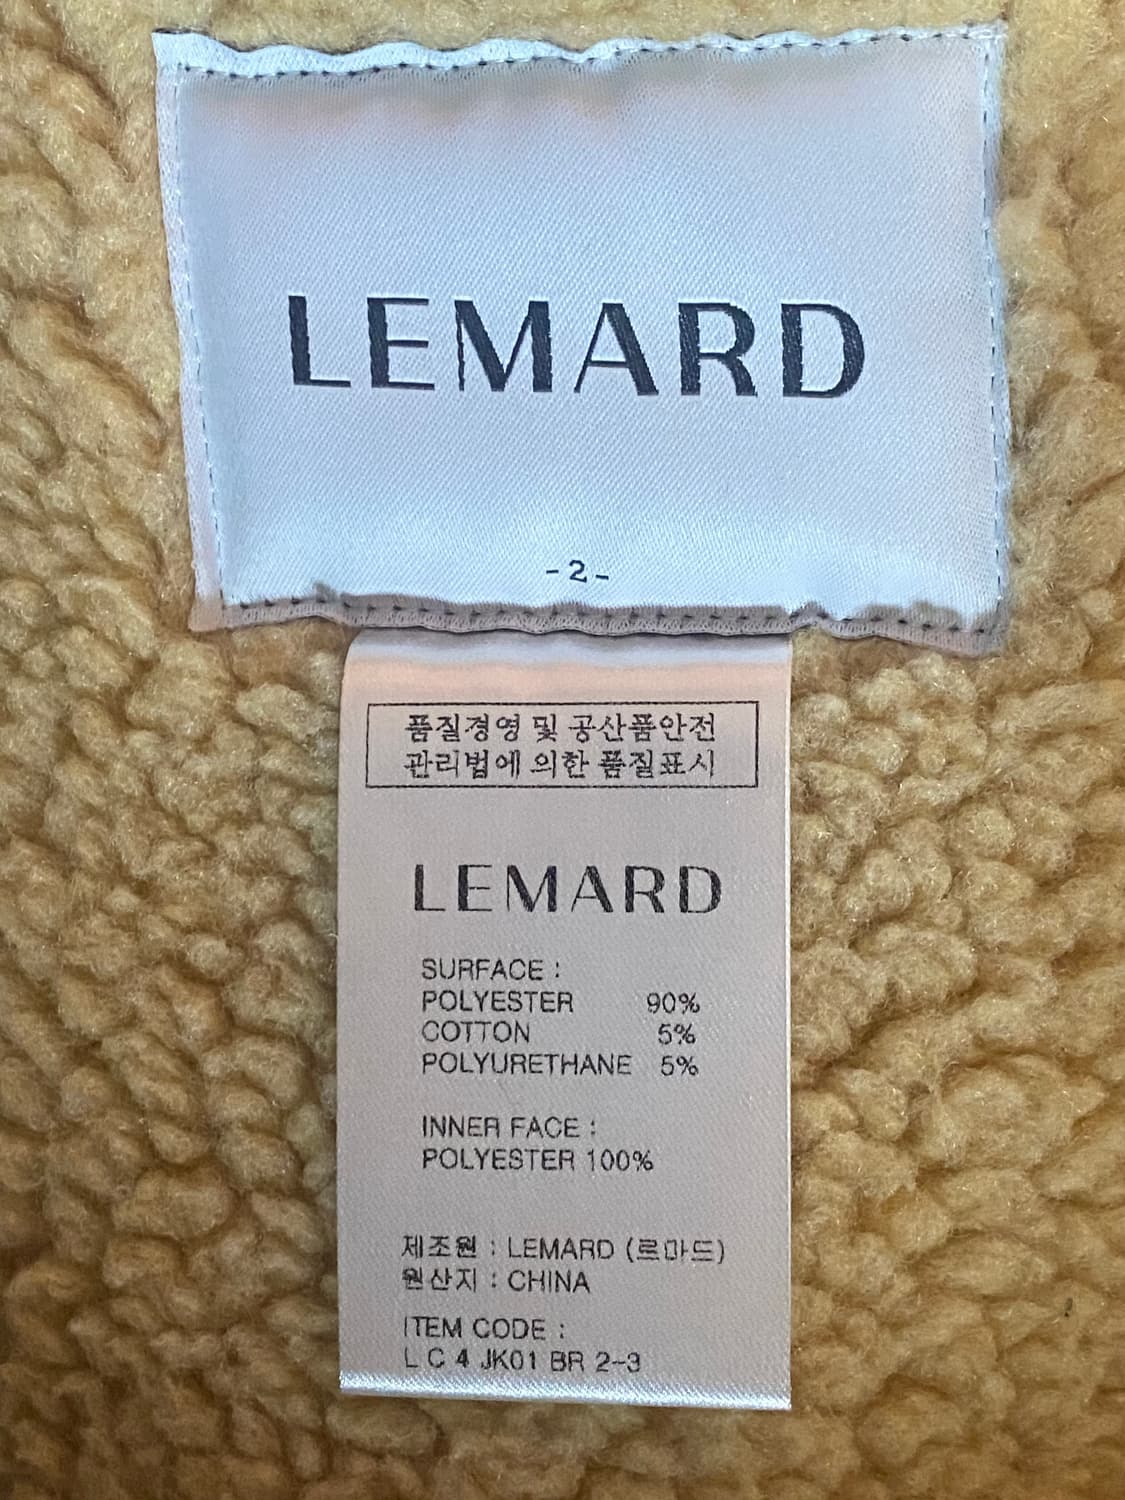 LEMARD
-2-
품질경영 및 공산품안전
관리법에 의한 품질표시
LEMARD
SURFACE :
POLYESTER 90%
COTTON 5%
POLYURETHANE 5%
INNER FACE :
POLYESTER 100%
제조원 : LEMARD (르마드)
원산지 : CHINA
ITEM CODE :
L C 4 JK01 BR 2-3